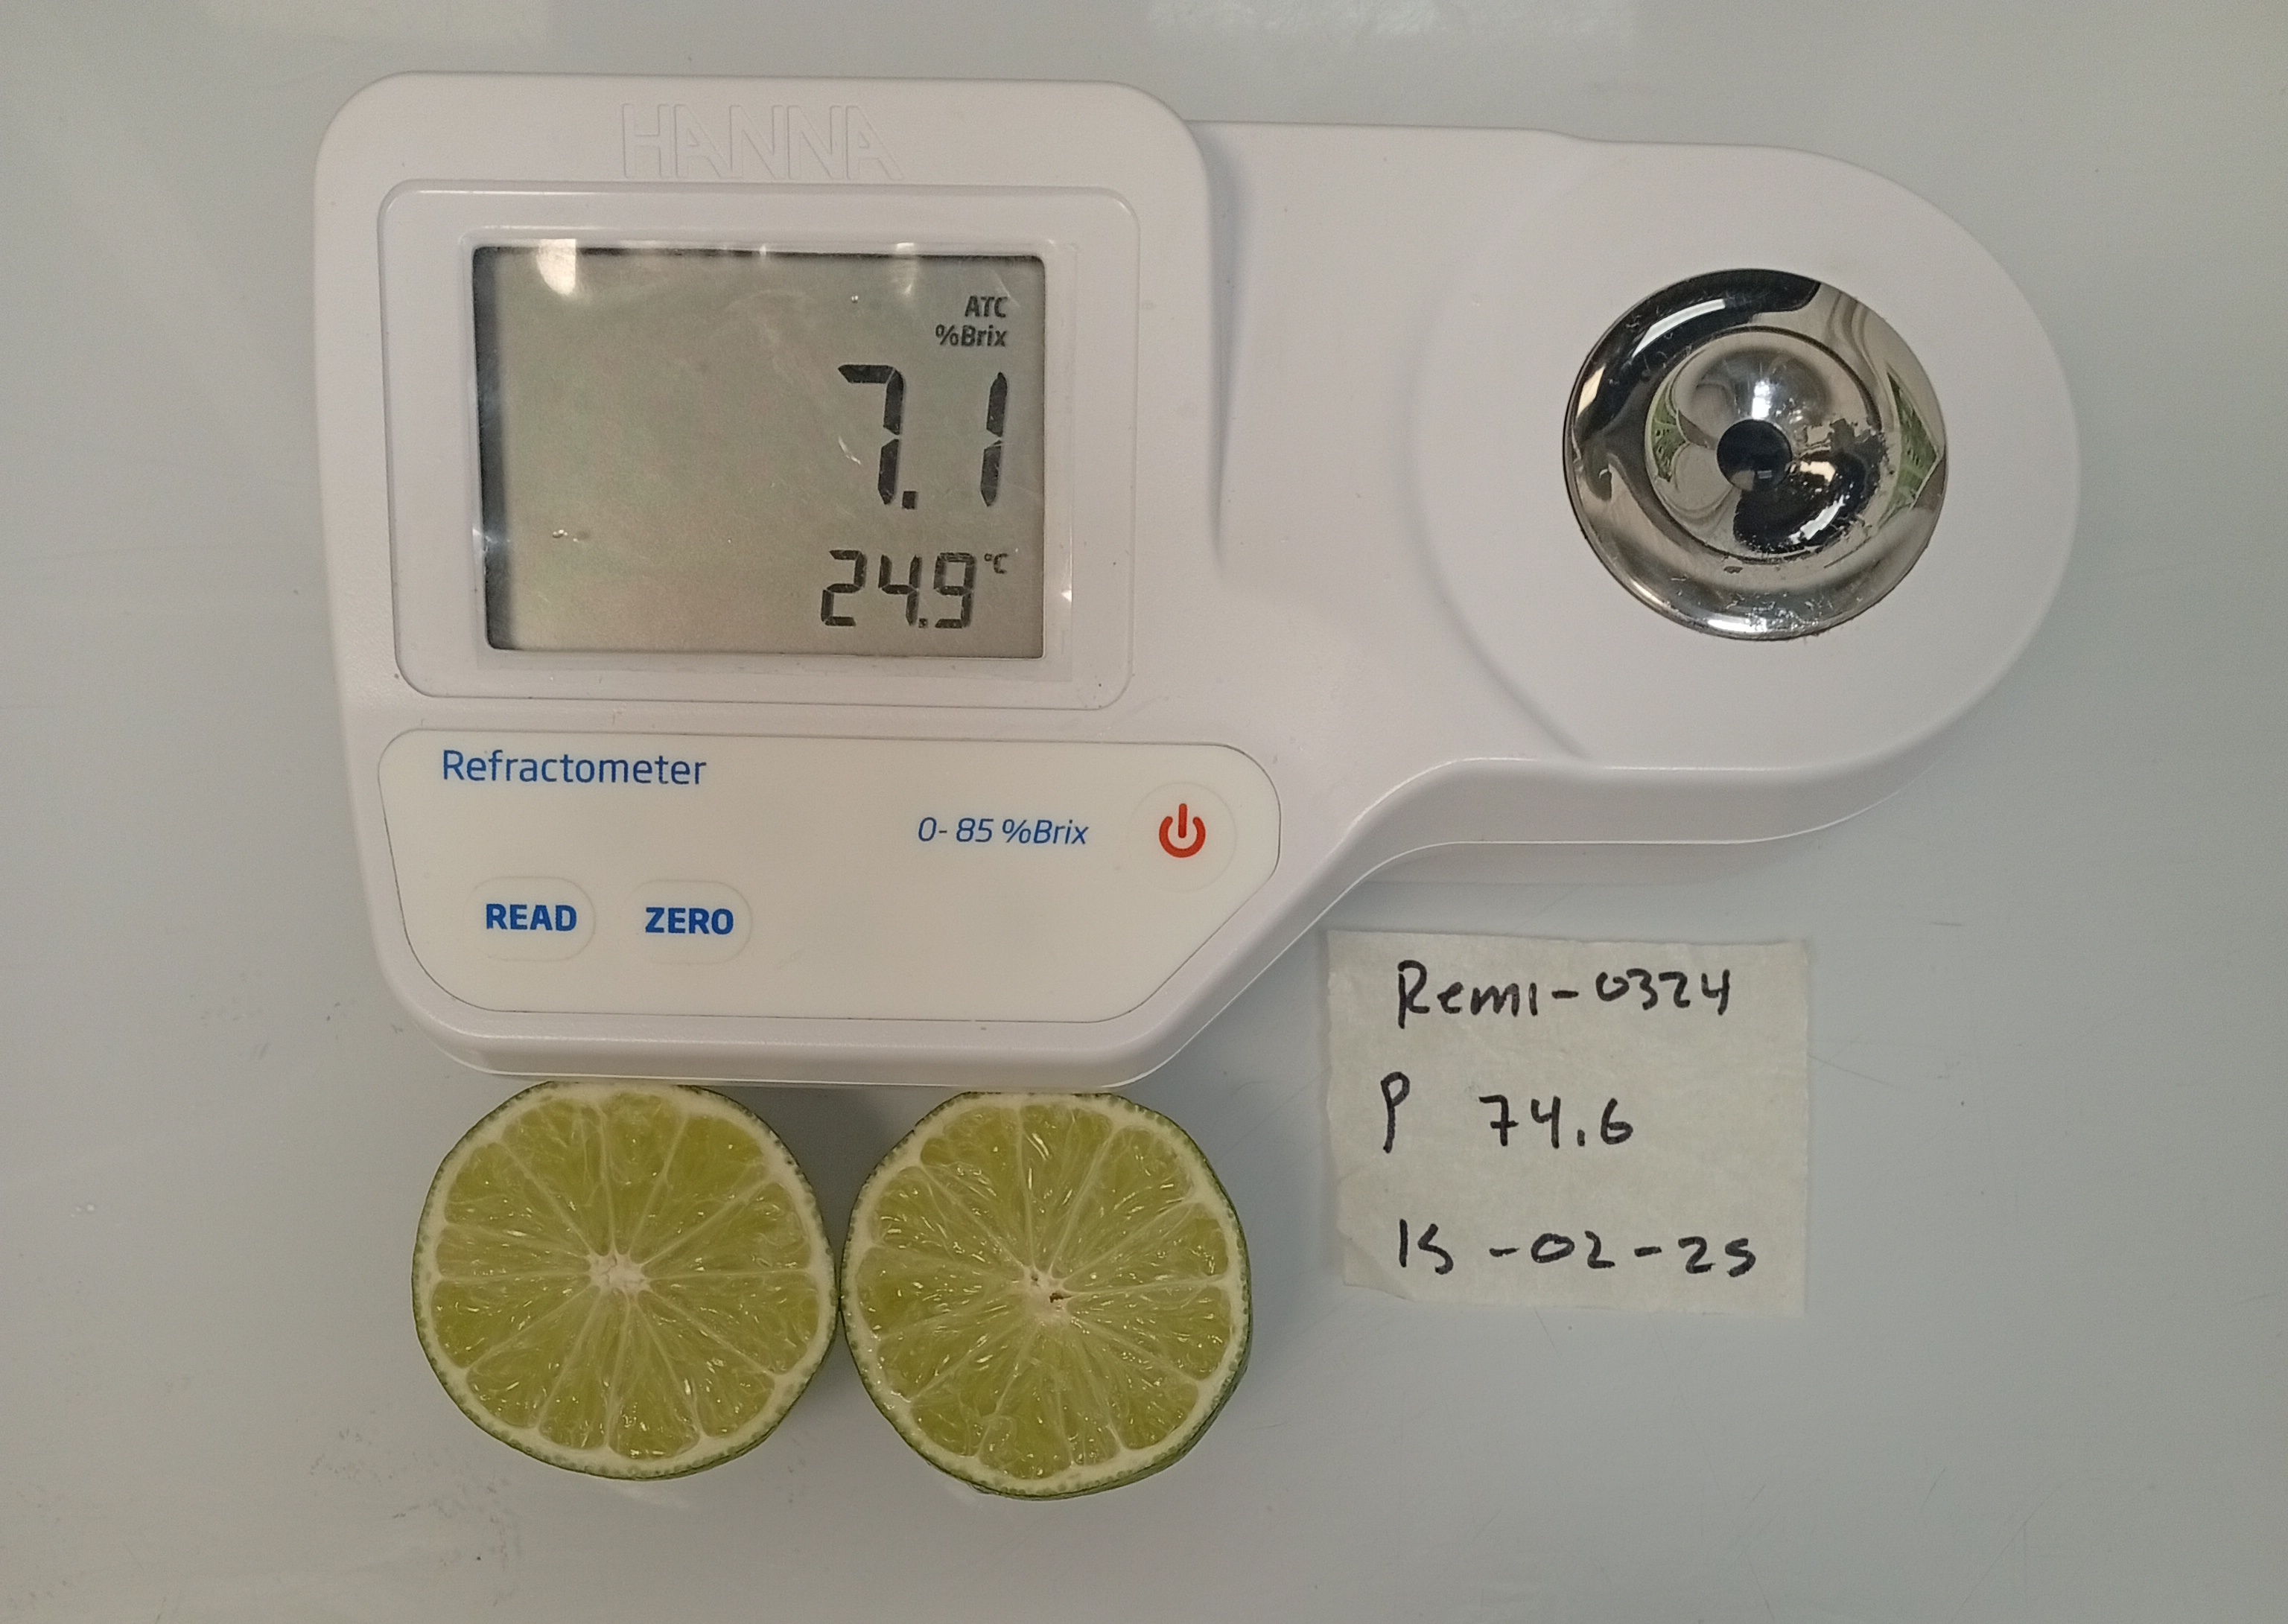 HANNA
ATC
%Brix
7.1
24.9 °C
Refractometer
0-85 %Brix
READ
ZERO
Remi-0324
P 74.6
15-02-25